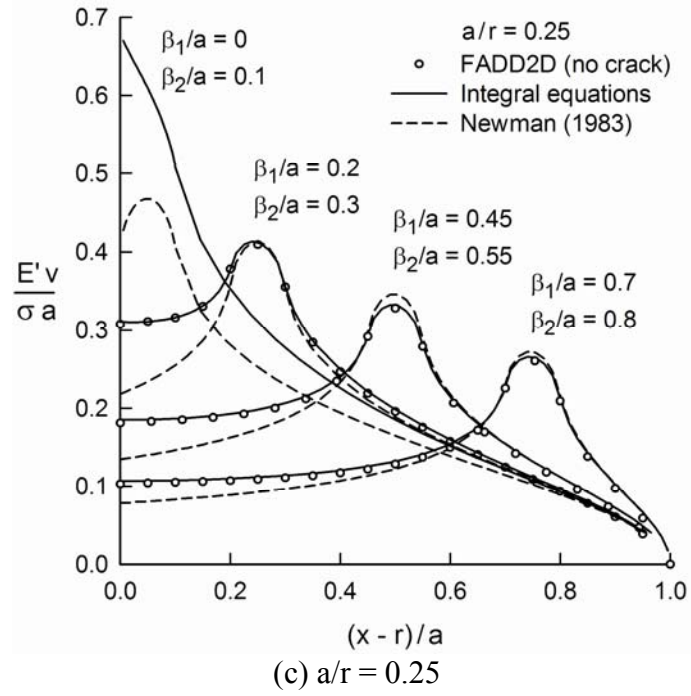 β₁/a = 0
β₂/a = 0.1
a/r = 0.25
FADD2D (no crack)
Integral equations
Newman (1983)
β₁/a = 0.2
β₂/a = 0.3
β₁/a = 0.45
β₂/a = 0.55
β₁/a = 0.7
β₂/a = 0.8
E'v
σ a
0.7
0.6
0.5
0.4
0.3
0.2
0.1
0.0
0.0 0.2 0.4 0.6 0.8 1.0
(x - r)/a
(c) a/r = 0.25